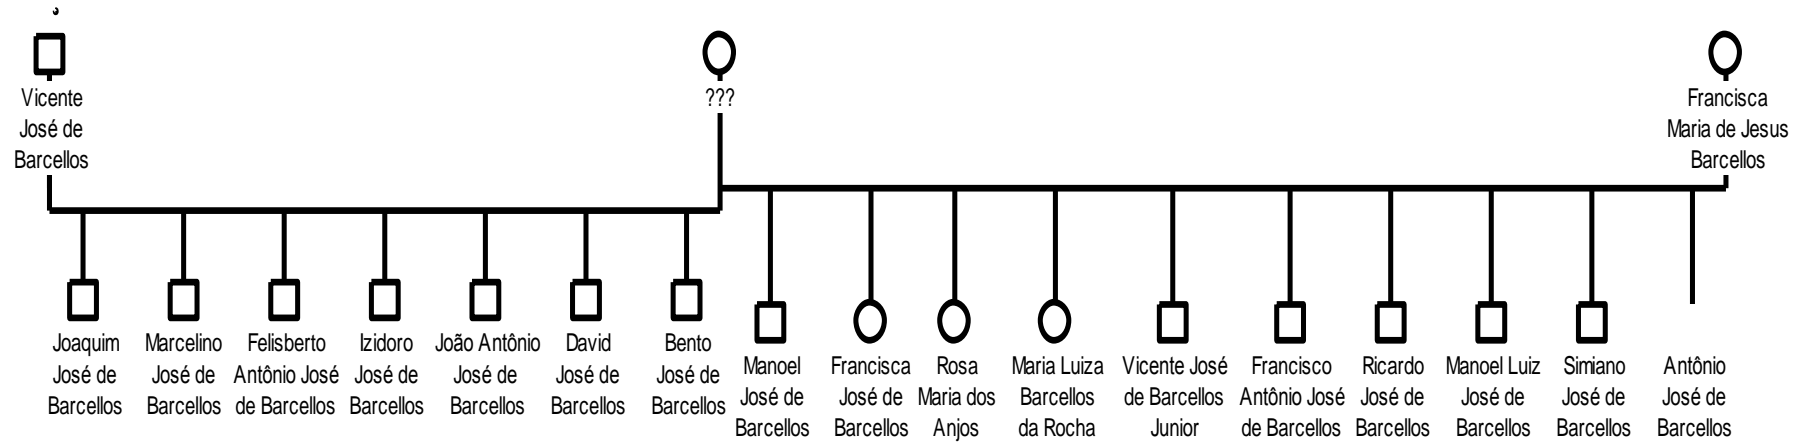 Vicente
José de
Barcellos
???
Francisca
Maria de Jesus
Barcellos
Joaquim
José de
Barcellos
Marcelino
José de
Barcellos
Felisberto
Antônio José
de Barcellos
Izidoro
José de
Barcellos
João Antônio
José de
Barcellos
David
José de
Barcellos
Bento
José de
Barcellos
Manoel
José de
Barcellos
Francisca
José de
Barcellos
Rosa
Maria dos
Anjos
Maria Luiza
Barcellos
da Rocha
Vicente José
de Barcellos
Junior
Francisco
Antônio José
de Barcellos
Ricardo
José de
Barcellos
Manoel Luiz
José de
Barcellos
Simiano
José de
Barcellos
Antônio
José de
Barcellos